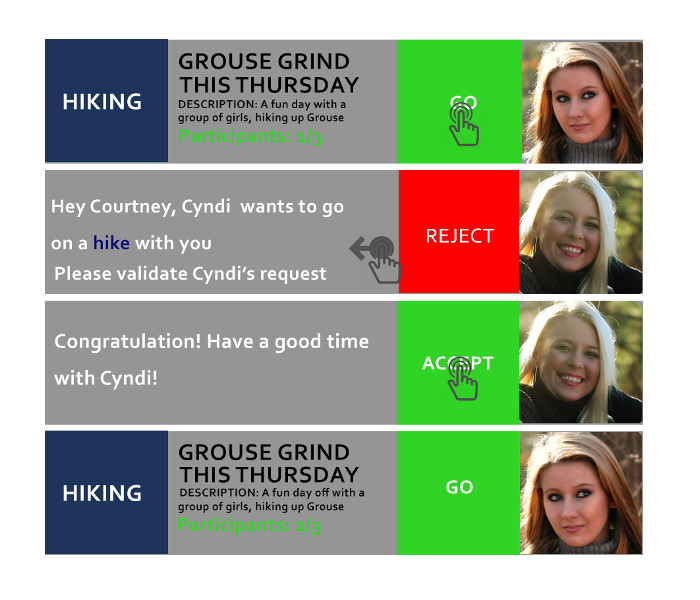 HIKING
GROUSE GRIND
THIS THURSDAY
DESCRIPTION: A fun day with a
group of girls, hiking up Grouse
Participants: 1/3
GO
Hey Courtney, Cyndi wants to go
on a hike with you
Please validate Cyndi's request
REJECT
Congratulation! Have a good time
with Cyndi!
ACCEPT
HIKING
GROUSE GRIND
THIS THURSDAY
DESCRIPTION: A fun day off with a
group of girls, hiking up Grouse
Participants: 2/3
GO